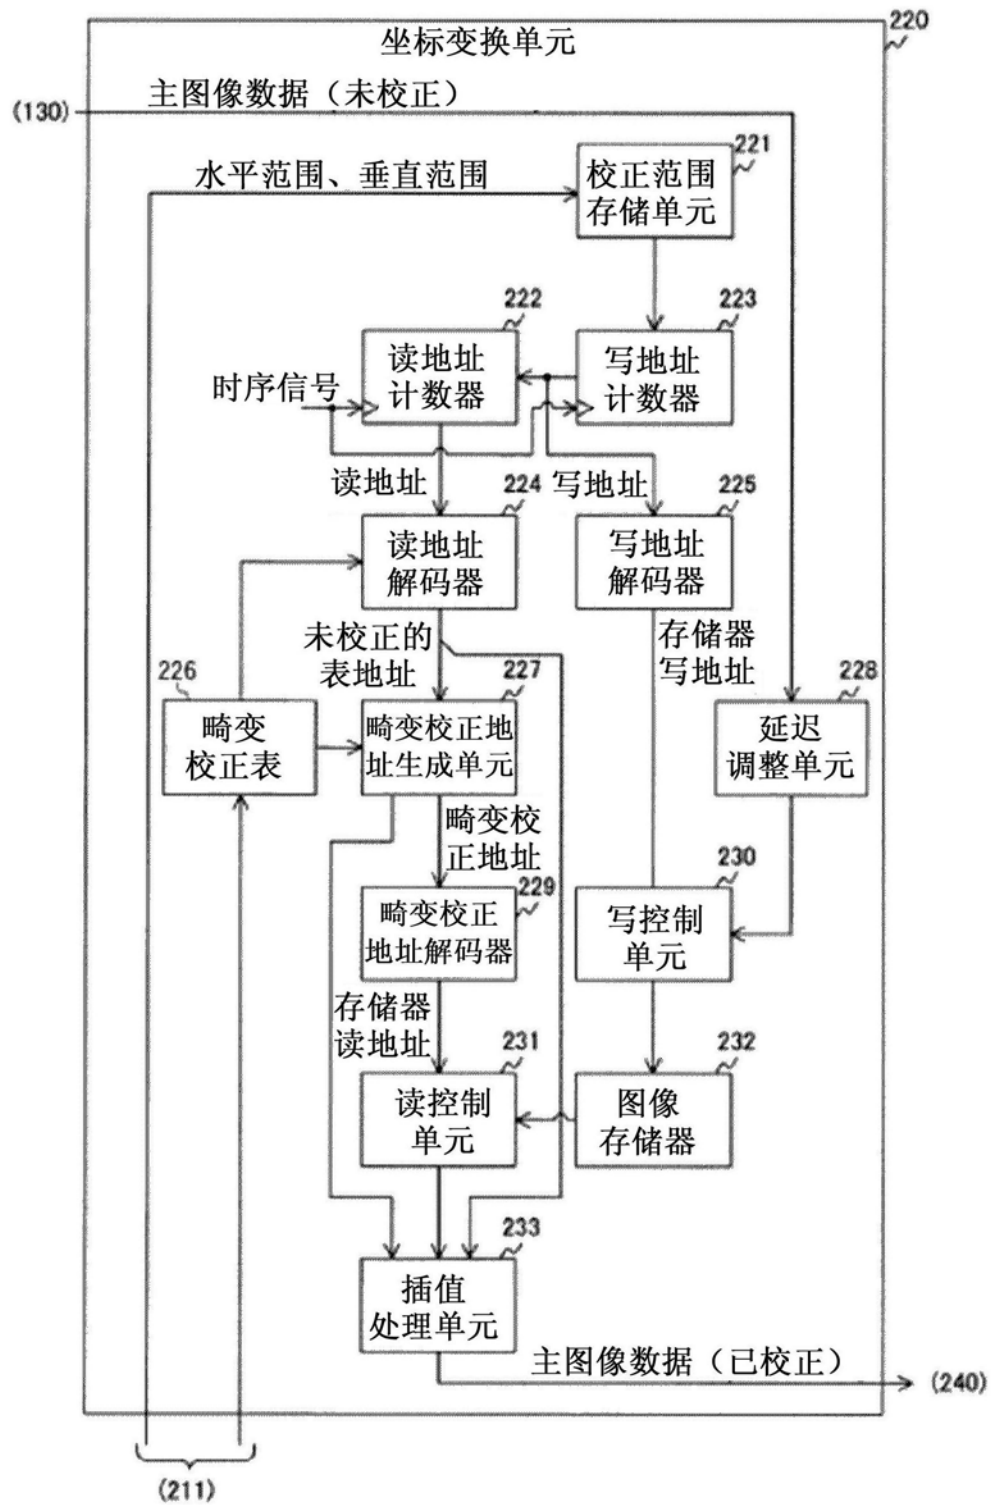 220
坐标变换单元
主图像数据（未校正）
(130)
221
水平范围、垂直范围
校正范围
存储单元
222
223
读地址
计数器
写地址
计数器
时序信号
读地址
224
写地址
225
读地址
解码器
写地址
解码器
未校正的
表地址
存储器
写地址
226
227
228
畸变
校正表
畸变校正地
址生成单元
延迟
调整单元
畸变校
正地址
229
230
畸变校正
地址解码器
写控制
单元
存储器
读地址
231
232
读控制
单元
图像
存储器
233
插值
处理单元
主图像数据（已校正）
(240)
(211)